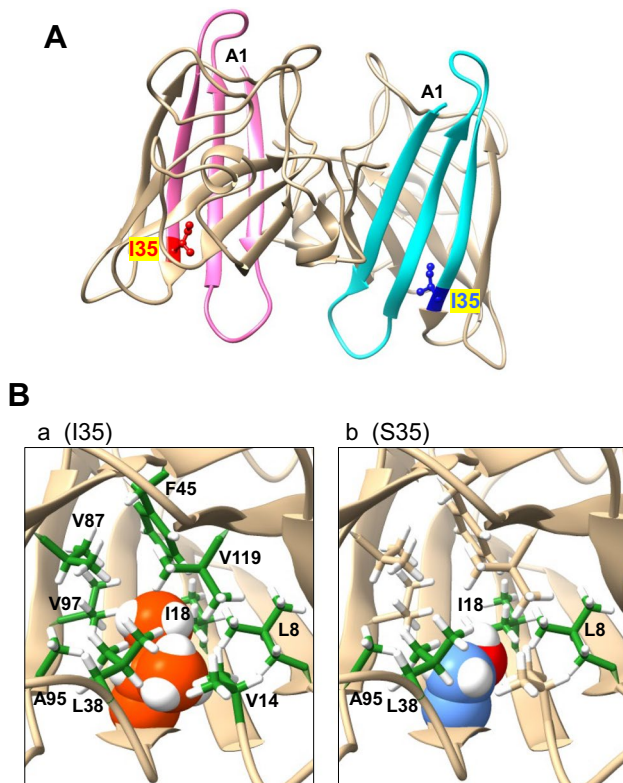 A
A1
A1
I35
I35
B
a (I35)
b (S35)
F45
V87
V119
V97
I18
L8
A95
L38
V14
I18
L8
A95
L38